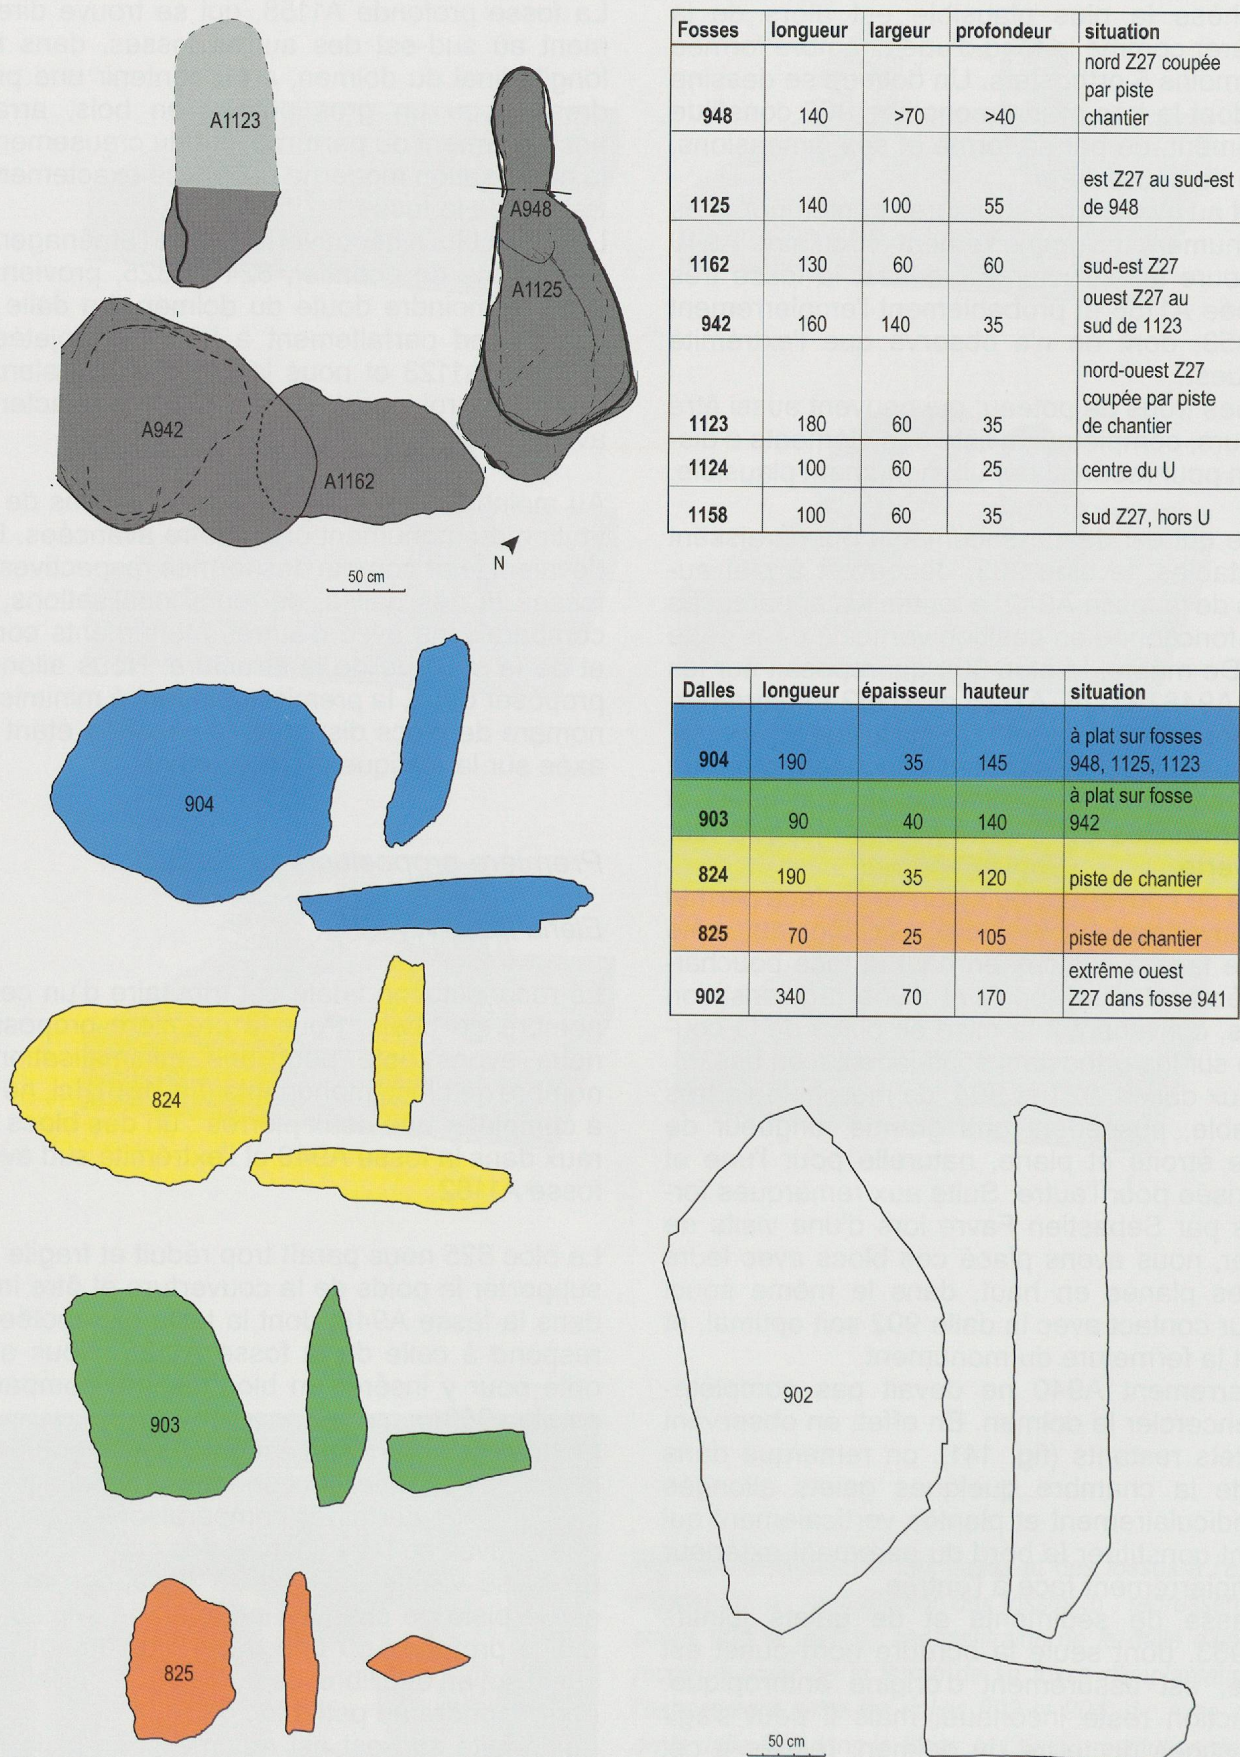 A1123
A948
A1125
A942
A1162
N
50 cm
Fosses longueur largeur profondeur situation
nord Z27 coupée
par piste
948 140 >70 >40 chantier
est Z27 au sud-est
1125 140 100 55 de 948
1162 130 60 60 sud-est Z27
ouest Z27 au
942 160 140 35 sud de 1123
nord-ouest Z27
coupée par piste
1123 180 60 35 de chantier
1124 100 60 25 centre du U
1158 100 60 35 sud Z27, hors U
904
824
903
825
Dalles longueur épaisseur hauteur situation
à plat sur fosses
904 190 35 145 948, 1125, 1123
à plat sur fosse
903 90 40 140 942
824 190 35 120 piste de chantier
825 70 25 105 piste de chantier
extrême ouest
902 340 70 170 Z27 dans fosse 941
902
50 cm